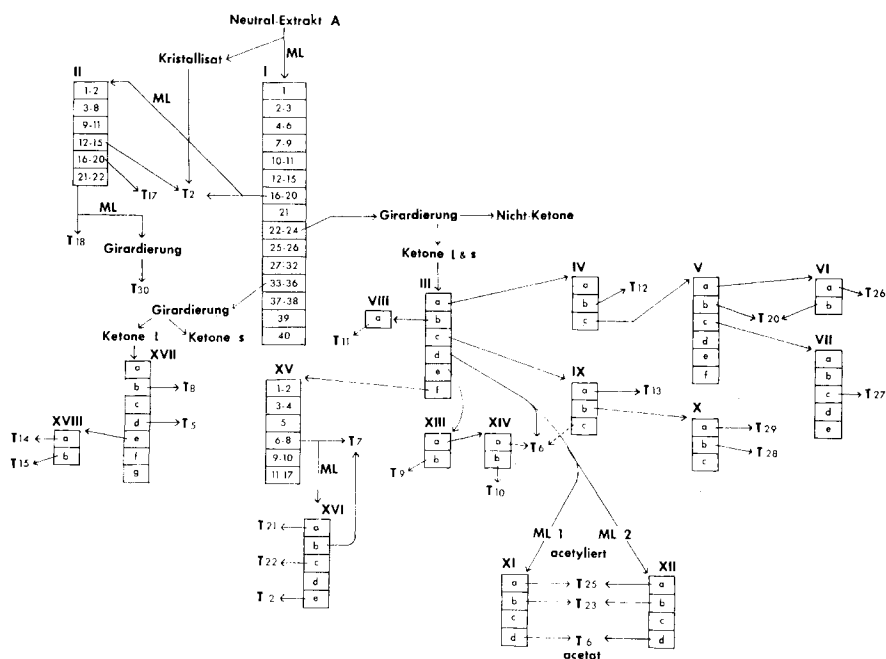 Neutral-Extrakt A
Kristallisat
ML
II
1-2
3-8
9-11
12-15
16-20
21-22
ML
I
1
2-3
4-6
7-9
10-11
12-15
16-20
21
22-24
25-26
27-32
33-36
37-38
39
40
T17
T2
T18
ML
Girardierung
T30
Girardierung
Nicht-Ketone
Ketone l & s
Girardierung
Ketone l
Ketone s
III
a
b
c
d
e
f
VIII
a
T11
IV
a
b
c
T12
V
a
b
c
d
e
f
VI
a
b
T26
T20
VII
a
b
c
d
e
T27
XVII
a
b
c
d
e
f
g
T8
T5
XVIII
a
b
T14
T15
XV
1-2
3-4
5
6-8
9-10
11-17
T7
ML
XVI
a
b
c
d
e
T21
T22
T2
XIII
a
b
T9
XIV
a
b
T6
T10
IX
a
b
c
T13
X
a
b
c
T29
T28
ML 1
ML 2
acetyliert
XI
a
b
c
d
XII
a
b
c
d
T25
T23
T6
acetat